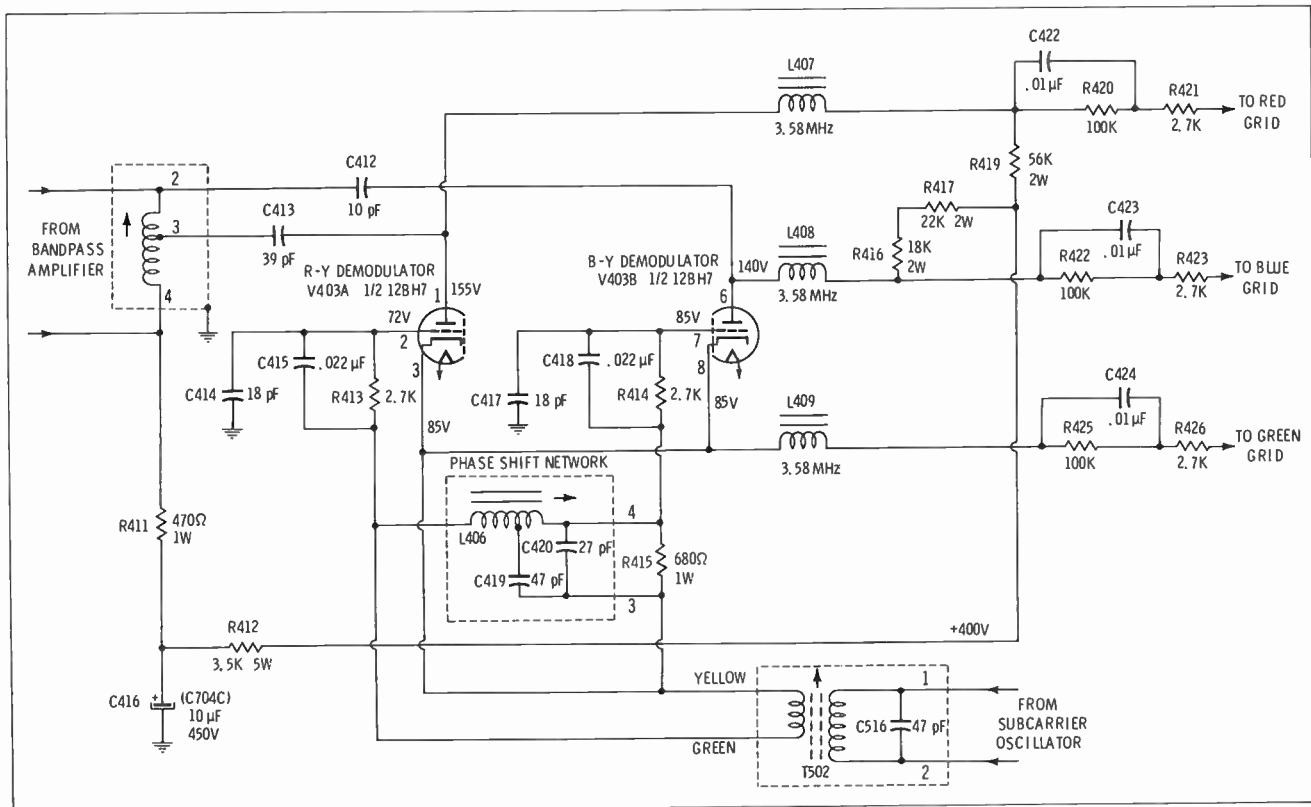 C422
.01µF
L407
R420
100K
R421
2.7K
TO RED
GRID
3.58MHz
2
C412
10 pF
R419
56K
2W
R417
22K 2W
FROM
BANDPASS
AMPLIFIER
3
C413
39 pF
4
L408
R416
18K
2W
C423
.01µF
R-Y DEMODULATOR
V403A 1/2 12BH7
B-Y DEMODULATOR
V403B 1/2 12BH7
140V
3.58MHz
R422
100K
R423
2.7K
TO BLUE
GRID
1
155V
6
72V
2
85V
7
3
8
C415
.022 µF
C418
.022 µF
C414
18 pF
R413
2.7K
C417
18 pF
R414
2.7K
85V
85V
L409
3.58MHz
C424
.01µF
R425
100K
R426
2.7K
TO GREEN
GRID
PHASE SHIFT NETWORK
4
R411
470Ω
1W
L406
C420
27 pF
R415
680Ω
1W
C419
47 pF
3
R412
3.5K 5W
+400V
C416
+
(C704C)
10 µF
450V
YELLOW
GREEN
1
C516
47 pF
2
T502
FROM
SUBCARRIER
OSCILLATOR